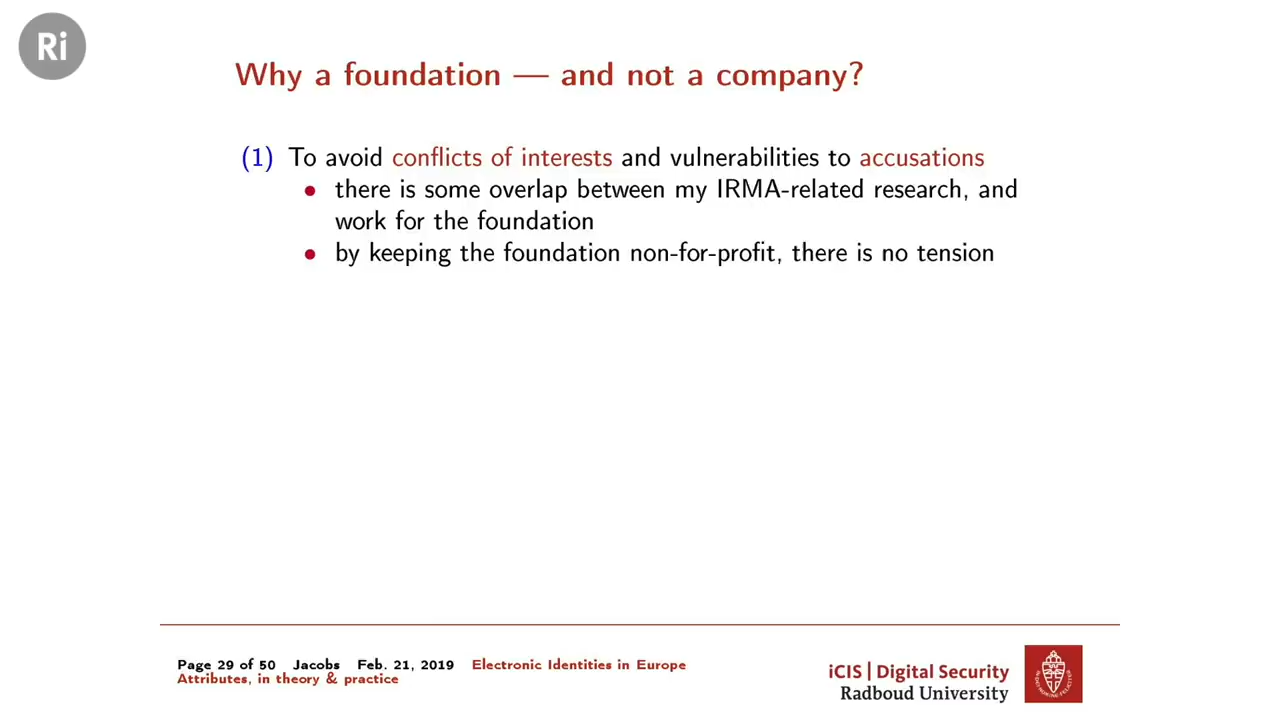 Ri
Why a foundation — and not a company?
(1) To avoid conflicts of interests and vulnerabilities to accusations
• there is some overlap between my IRMA-related research, and
work for the foundation
• by keeping the foundation non-for-profit, there is no tension
Page 29 of 50 Jacobs Feb. 21, 2019 Electronic Identities in Europe
Attributes, in theory & practice
iCIS | Digital Security
Radboud University